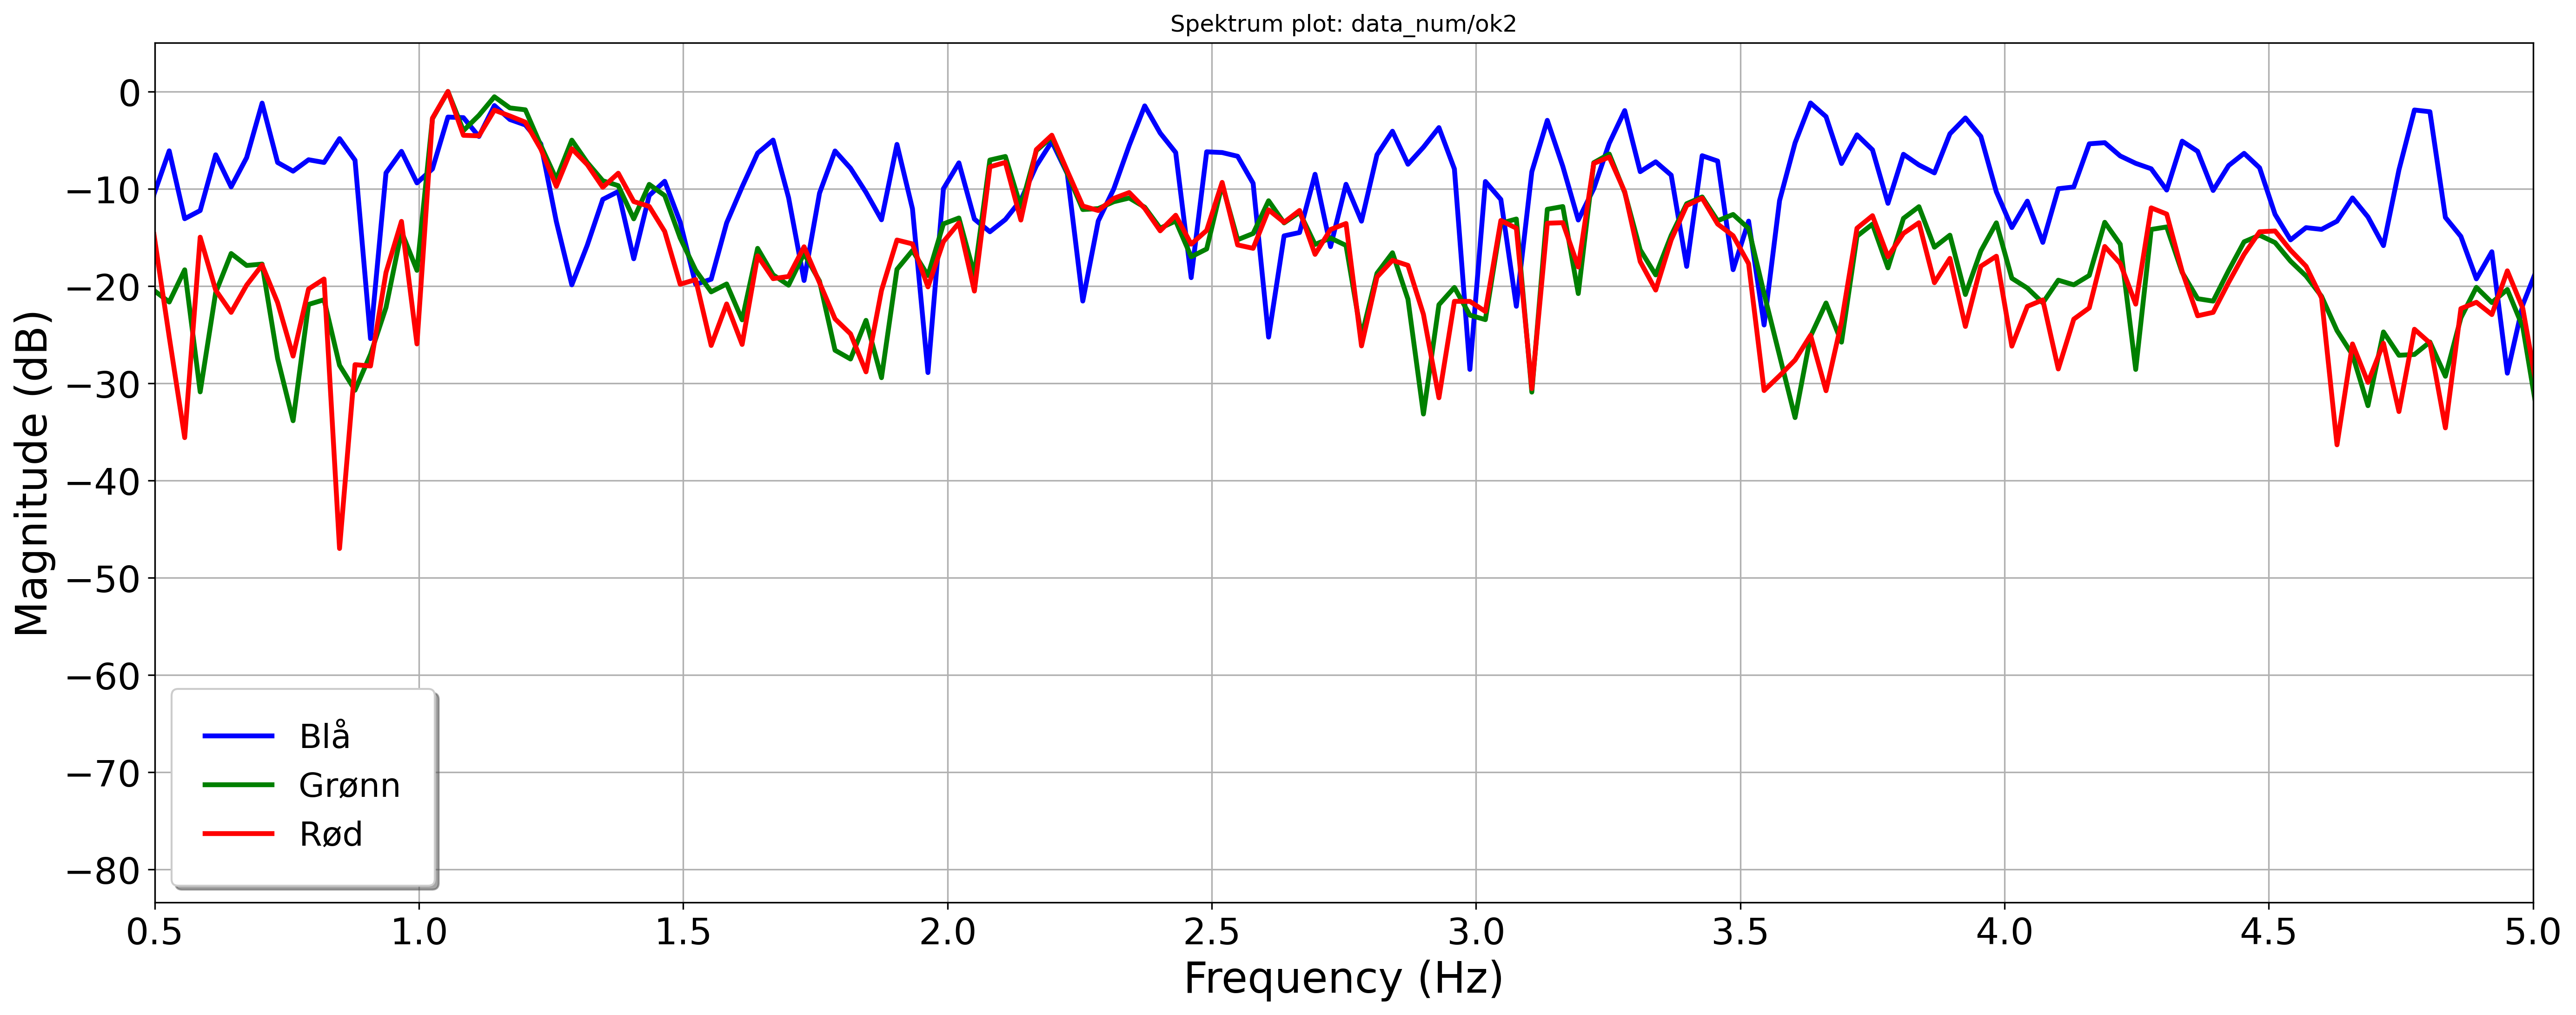 Spektrum plot: data_num/ok2
Magnitude (dB)
0
−10
−20
−30
−40
−50
−60
−70
−80
Blå
Grønn
Rød
0.5 1.0 1.5 2.0 2.5 3.0 3.5 4.0 4.5 5.0
Frequency (Hz)